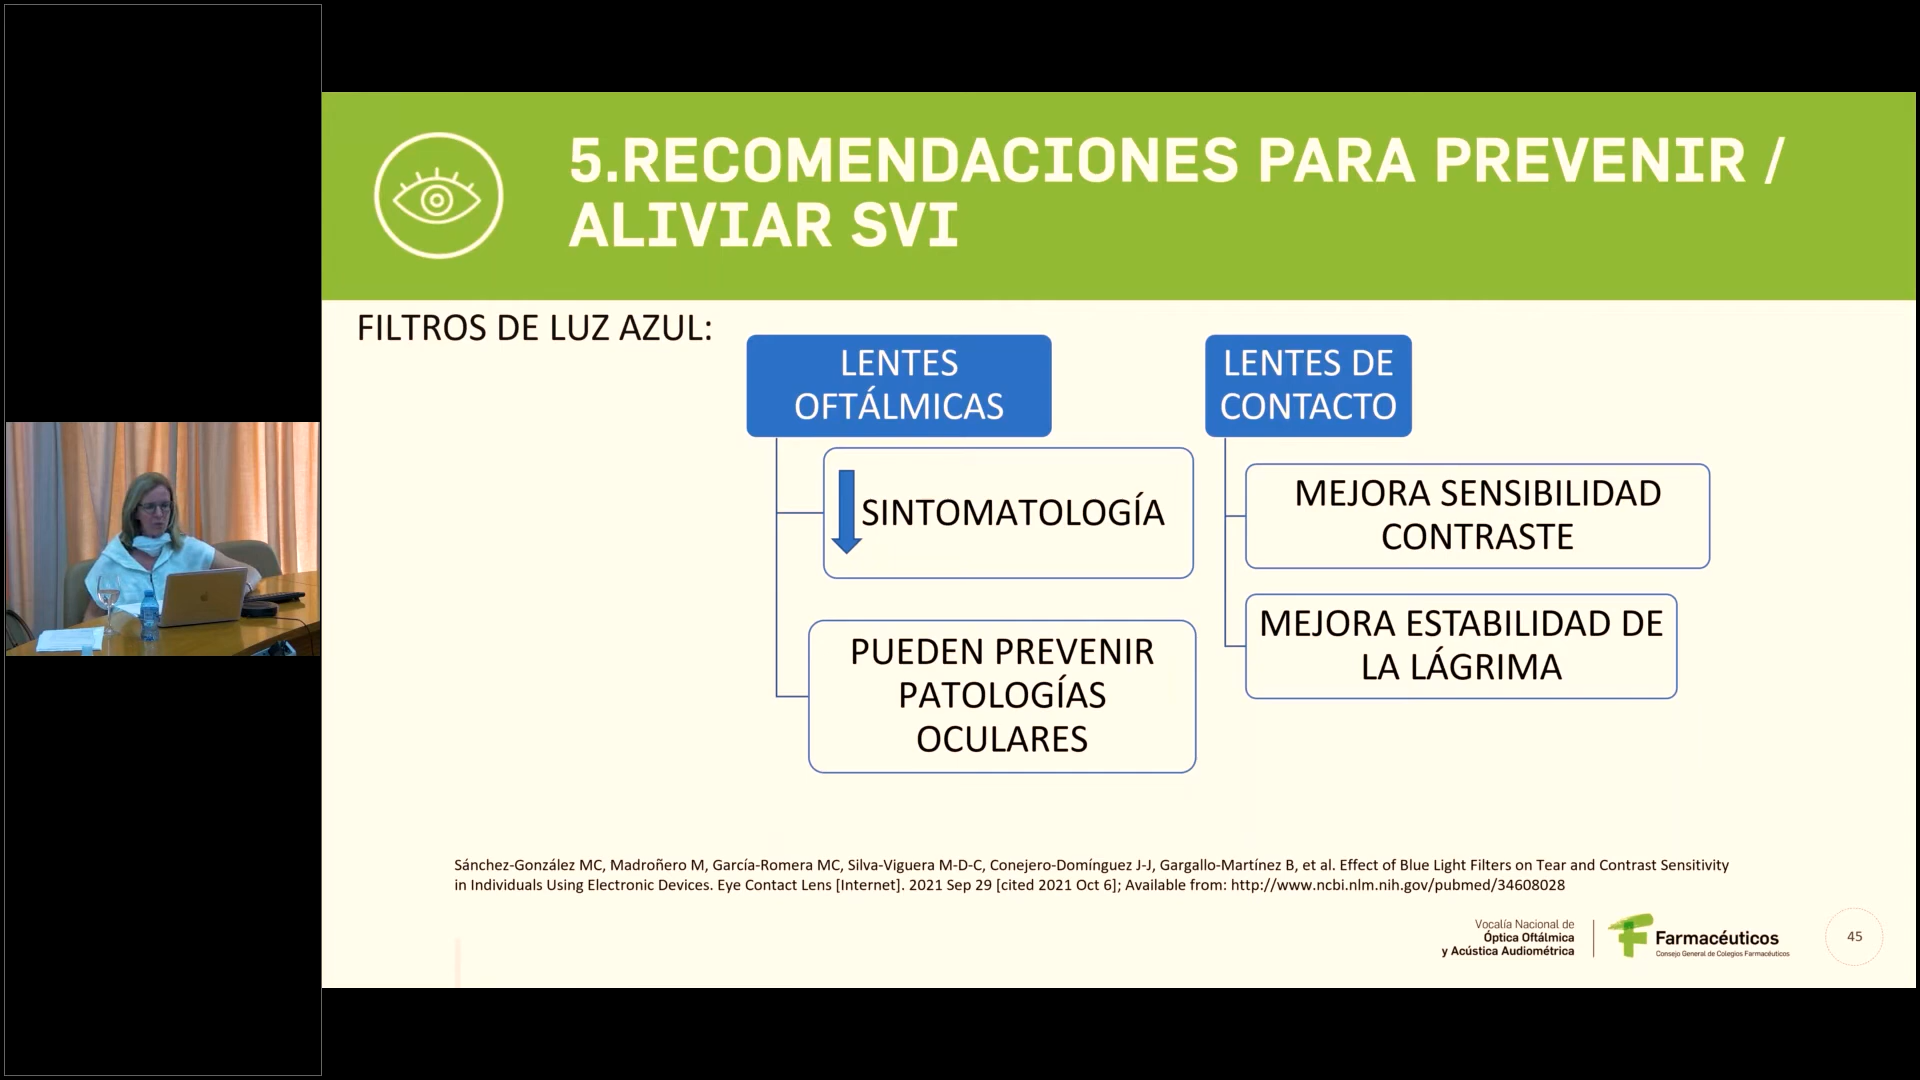 5.RECOMENDACIONES PARA PREVENIR /
ALIVIAR SVI
FILTROS DE LUZ AZUL:
LENTES
OFTÁLMICAS
SINTOMATOLOGÍA
PUEDEN PREVENIR
PATOLOGÍAS
OCULARES
LENTES DE
CONTACTO
MEJORA SENSIBILIDAD
CONTRASTE
MEJORA ESTABILIDAD DE
LA LÁGRIMA
Sánchez-González MC, Madroñero M, García-Romera MC, Silva-Viguera M-D-C, Conejero-Domínguez J-J, Gargallo-Martínez B, et al. Effect of Blue Light Filters on Tear and Contrast Sensitivity
in Individuals Using Electronic Devices. Eye Contact Lens [Internet]. 2021 Sep 29 [cited 2021 Oct 6]; Available from: http://www.ncbi.nlm.nih.gov/pubmed/34608028
Vocalía Nacional de
Óptica Oftálmica
y Acústica Audiométrica
Farmacéuticos
Consejo General de Colegios Farmacéuticos
45